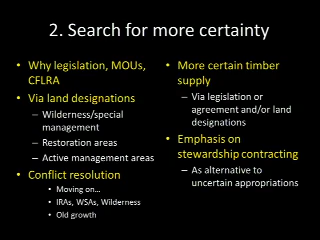 2. Search for more certainty
• Why legislation, MOUs,
CFLRA
• Via land designations
– Wilderness/special
management
– Restoration areas
– Active management areas
• Conflict resolution
• Moving on…
• IRAs, WSAs, Wilderness
• Old growth
• More certain timber
supply
– Via legislation or
agreement and/or land
designations
• Emphasis on
stewardship contracting
– As alternative to
uncertain appropriations